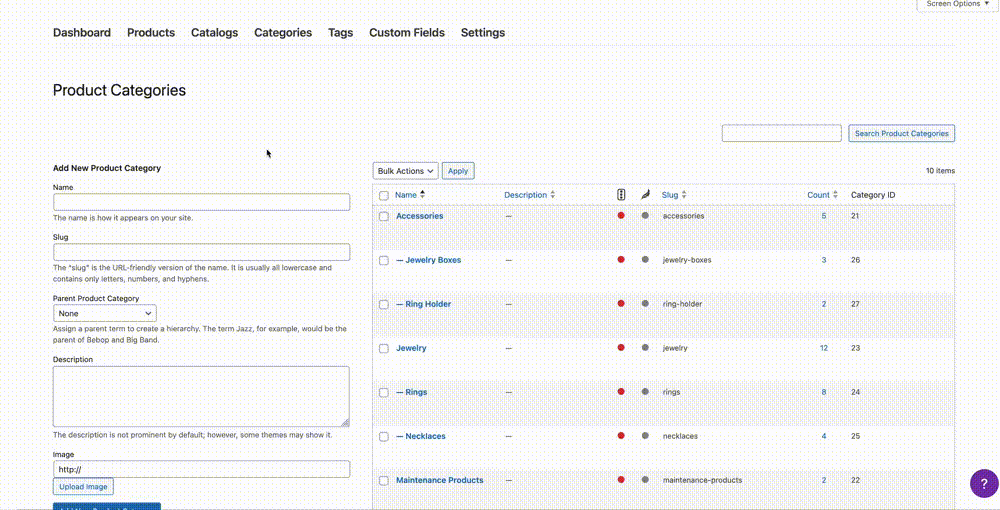 Screen Options ▼
Dashboard Products Catalogs Categories Tags Custom Fields Settings
Product Categories
Search Product Categories
Add New Product Category
Name
The name is how it appears on your site.
Slug
The "slug" is the URL-friendly version of the name. It is usually all lowercase and
contains only letters, numbers, and hyphens.
Parent Product Category
None
Assign a parent term to create a hierarchy. The term Jazz, for example, would be the
parent of Bebop and Big Band.
Description
The description is not prominent by default; however, some themes may show it.
Image
http://
Upload Image
Bulk Actions Apply 10 items
Name Description Slug Count Category ID
Accessories — accessories 5 21
— Jewelry Boxes — jewelry-boxes 3 26
— Ring Holder — ring-holder 2 27
Jewelry — jewelry 12 23
— Rings — rings 8 24
— Necklaces — necklaces 4 25
Maintenance Products — maintenance-products 2 22
?